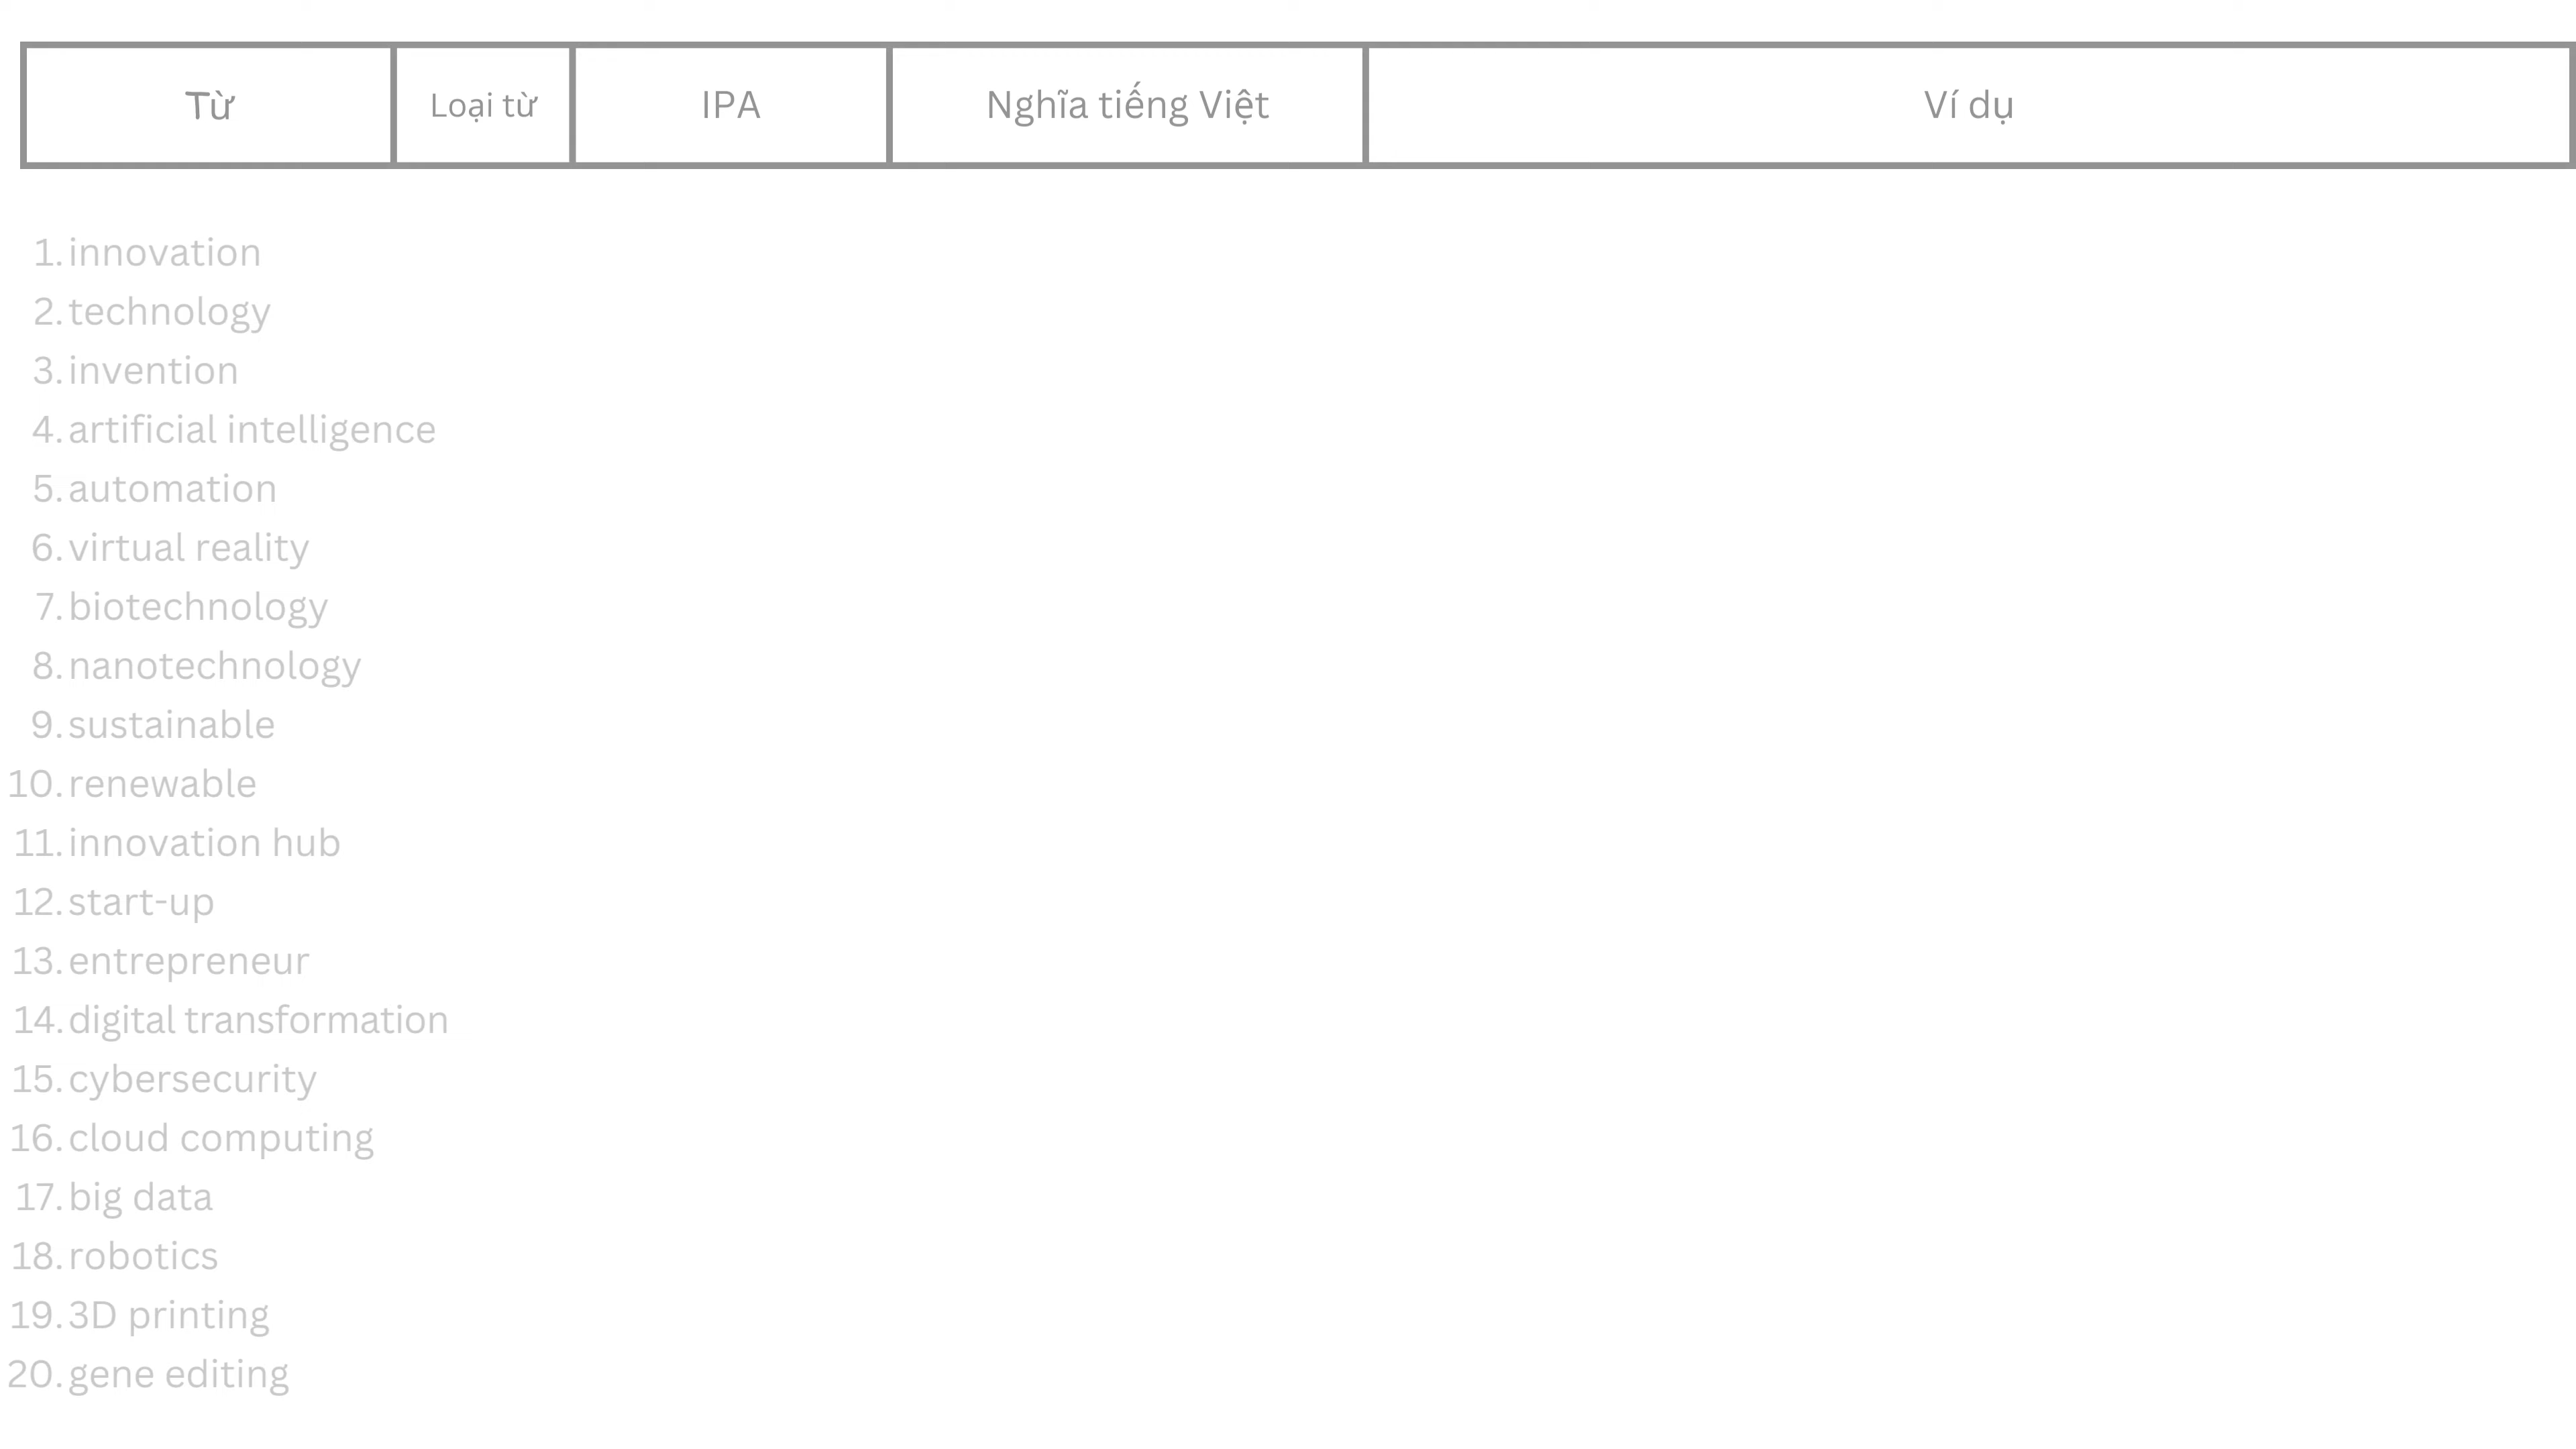 Từ Loại từ IPA Nghĩa tiếng Việt Ví dụ
1. innovation
2. technology
3. invention
4. artificial intelligence
5. automation
6. virtual reality
7. biotechnology
8. nanotechnology
9. sustainable
10. renewable
11. innovation hub
12. start-up
13. entrepreneur
14. digital transformation
15. cybersecurity
16. cloud computing
17. big data
18. robotics
19. 3D printing
20. gene editing